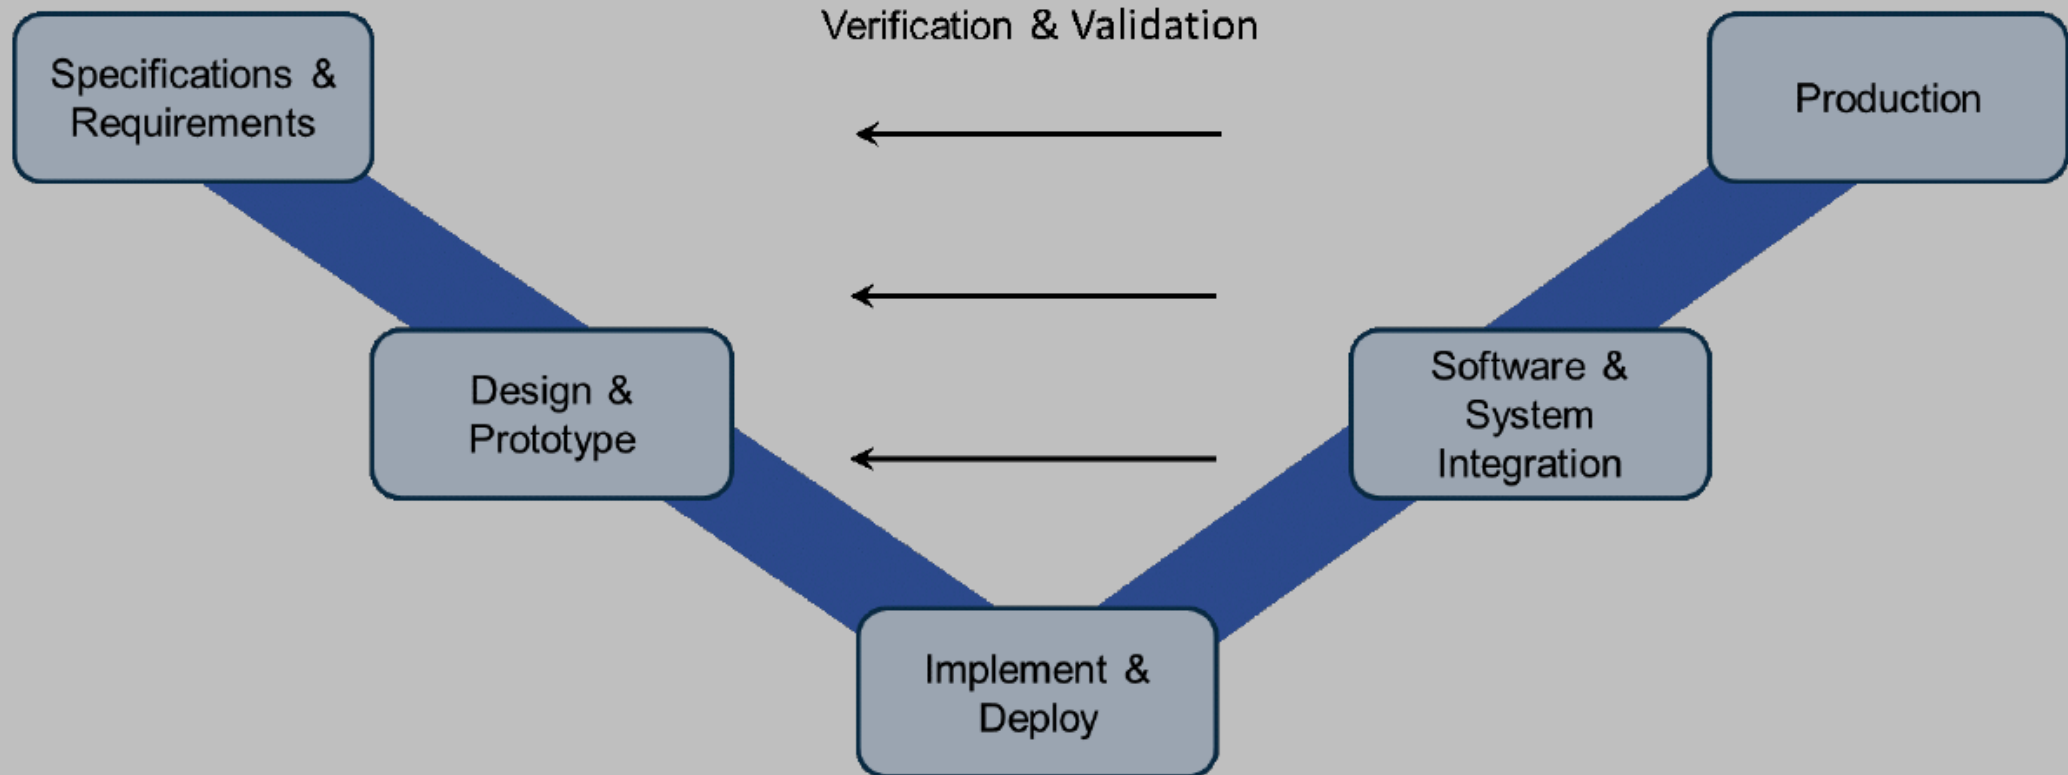 Verification & Validation
Specifications &
Requirements
Production
Design &
Prototype
Software &
System
Integration
Implement &
Deploy